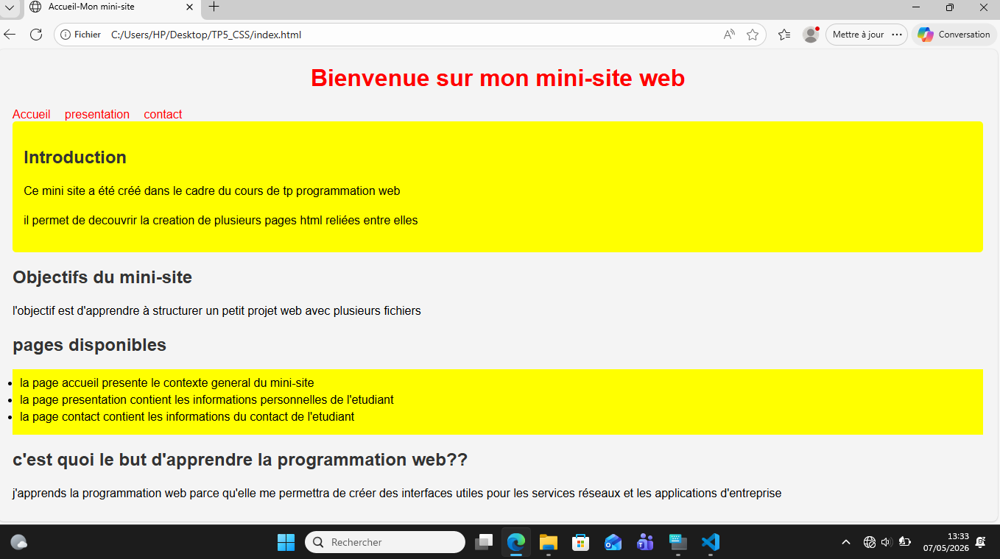 Accueil-Mon mini-site
Fichier C:/Users/HP/Desktop/TP5_CSS/index.html
Mettre à jour
Conversation
Bienvenue sur mon mini-site web
Accueil presentation contact
Introduction
Ce mini site a été créé dans le cadre du cours de tp programmation web
il permet de decouvrir la creation de plusieurs pages html reliées entre elles
Objectifs du mini-site
l'objectif est d'apprendre à structurer un petit projet web avec plusieurs fichiers
pages disponibles
la page accueil presente le contexte general du mini-site
la page presentation contient les informations personnelles de l'etudiant
la page contact contient les informations du contact de l'etudiant
c'est quoi le but d'apprendre la programmation web??
j'apprends la programmation web parce qu'elle me permettra de créer des interfaces utiles pour les services réseaux et les applications d'entreprise
Rechercher
13:33
07/05/2026